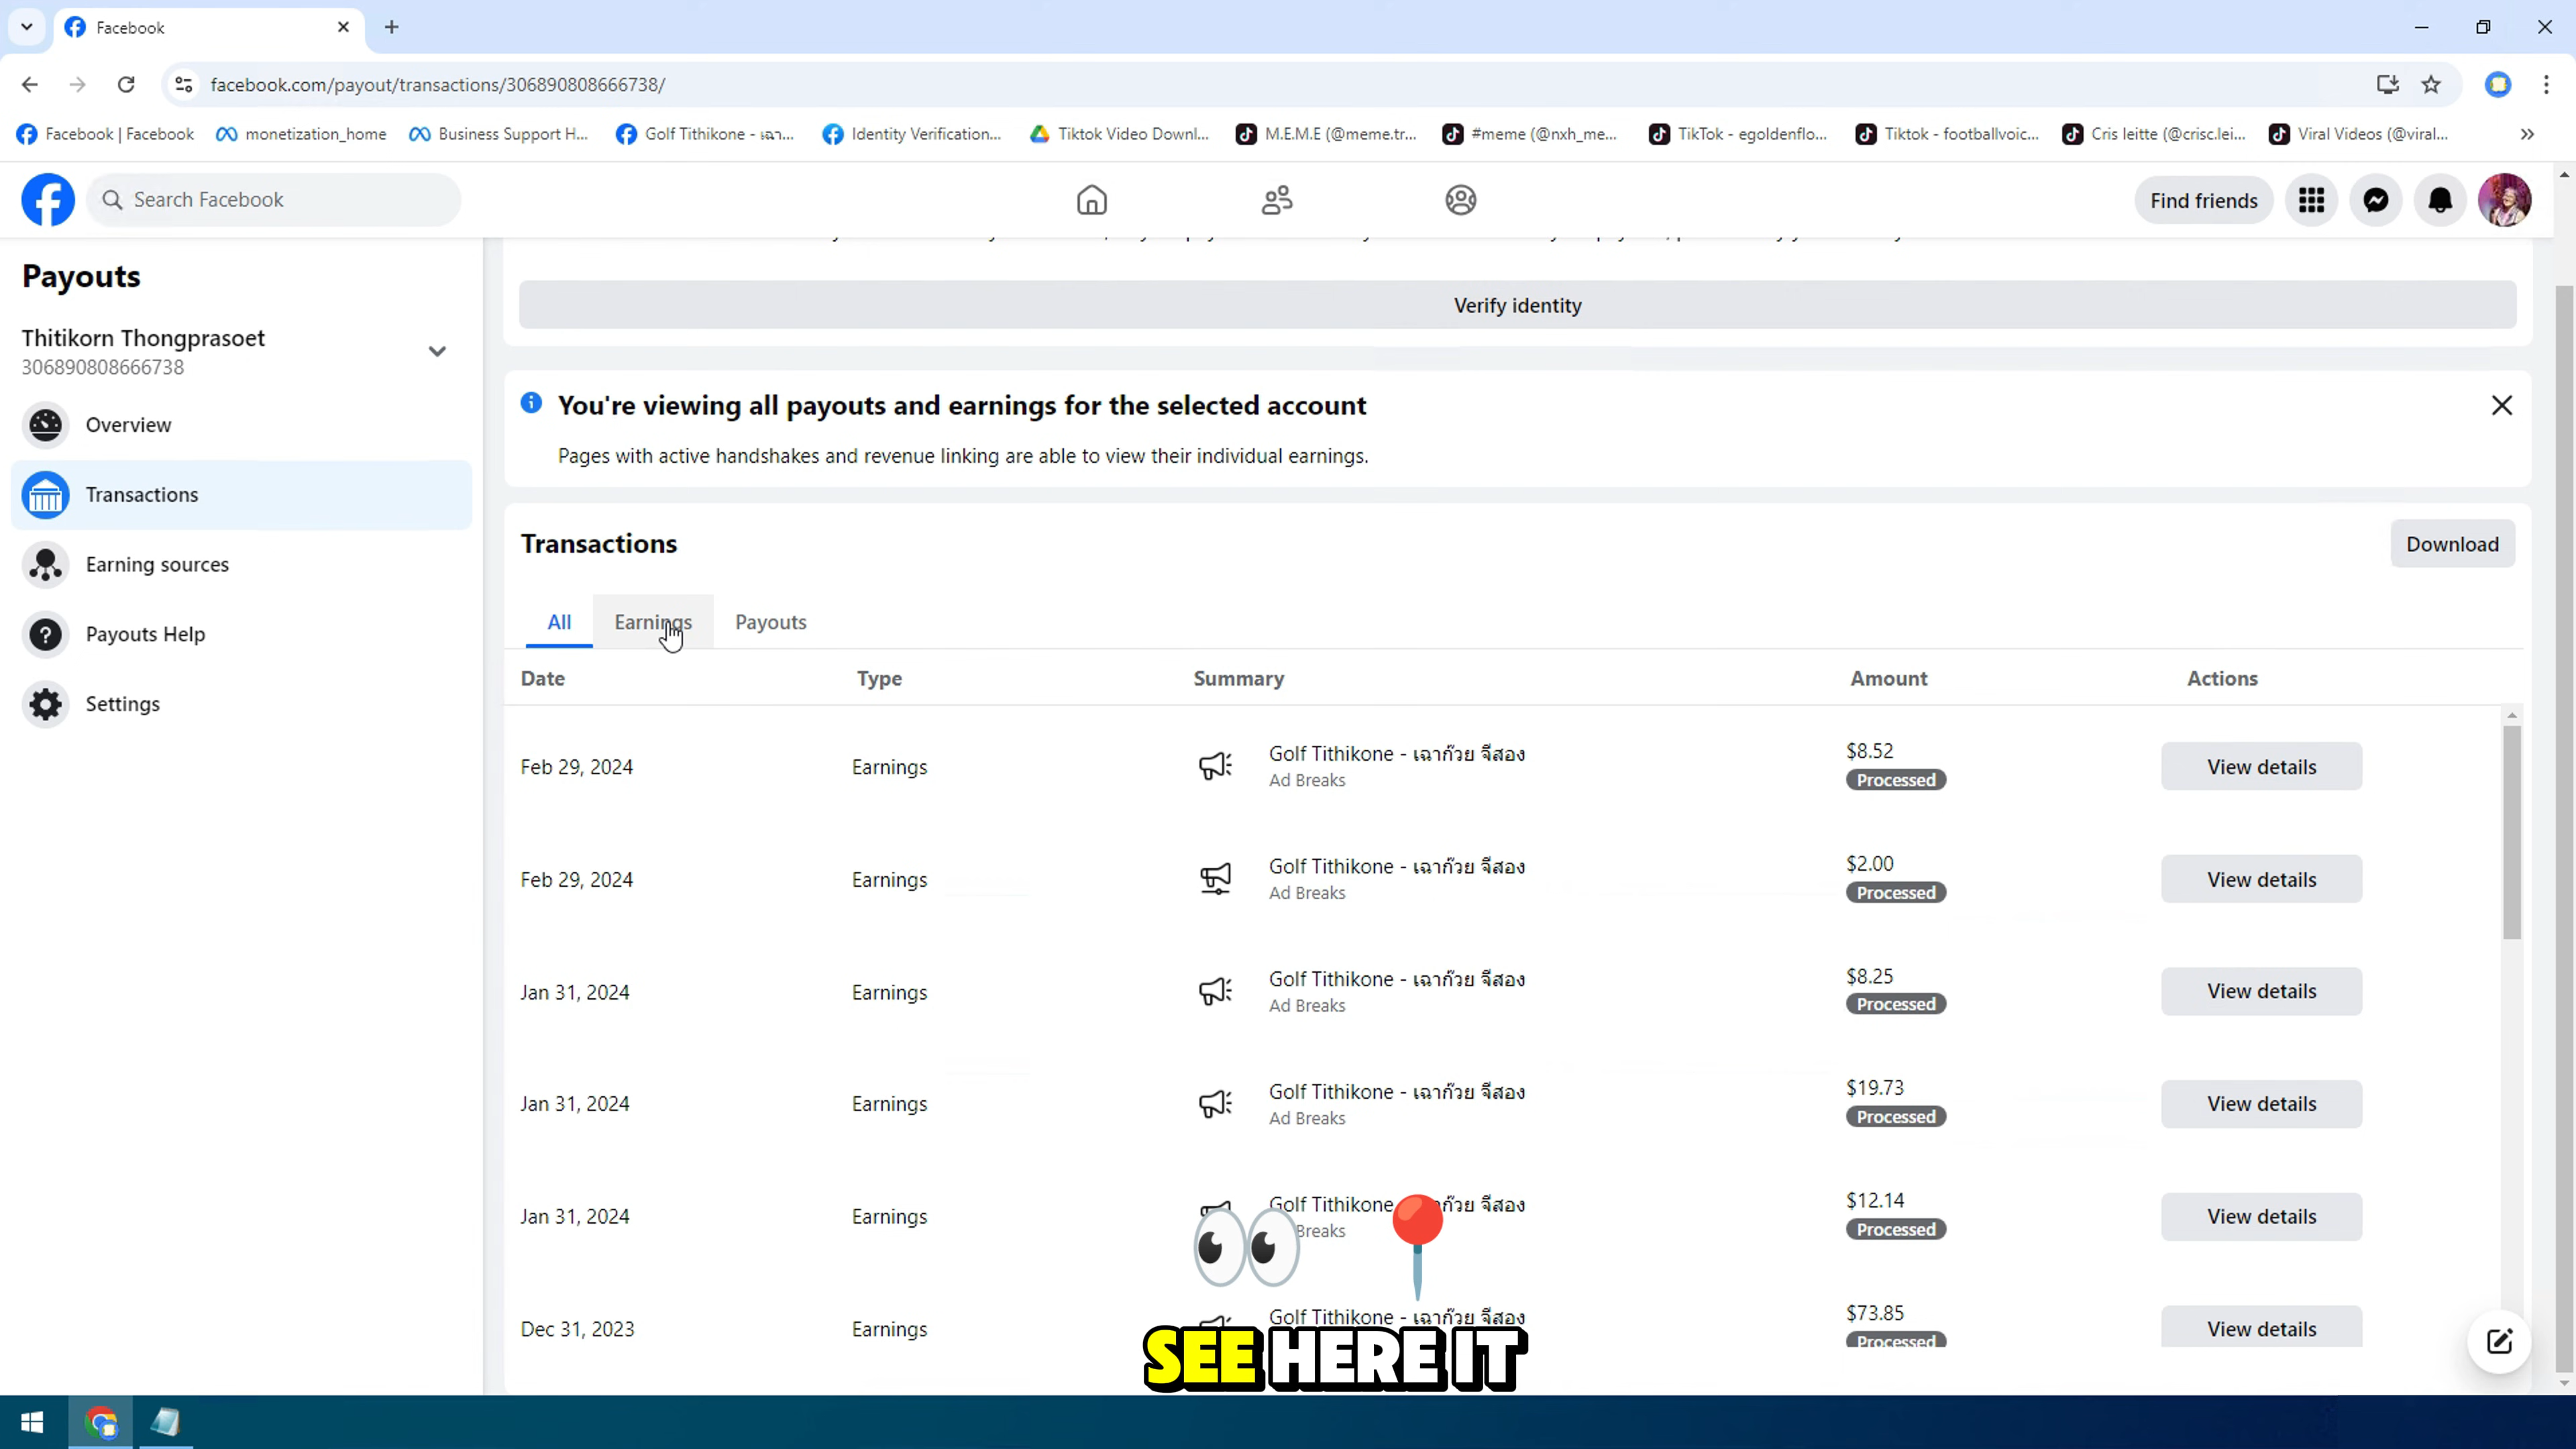 Facebook
facebook.com/payout/transactions/306890808666738/
Facebook | Facebook
monetization_home
Business Support H...
Golf Tithikone - เฉา...
Identity Verification...
Tiktok Video Downl...
M.E.M.E (@meme.tr...
#meme (@nxh_me...
TikTok - egoldenflo...
Tiktok - footballvoic...
Cris leitte (@crisc.lei...
Viral Videos (@viral...
Search Facebook
Find friends
Payouts
Thitikorn Thongprasoet
306890808666738
Overview
Transactions
Earning sources
Payouts Help
Settings
Verify identity
You're viewing all payouts and earnings for the selected account
Pages with active handshakes and revenue linking are able to view their individual earnings.
Transactions
Download
All Earnings Payouts
Date Type Summary Amount Actions
Feb 29, 2024 Earnings Golf Tithikone - เฉาก๊วย จีสอง $8.52 View details
Ad Breaks Processed
Feb 29, 2024 Earnings Golf Tithikone - เฉาก๊วย จีสอง $2.00 View details
Ad Breaks Processed
Jan 31, 2024 Earnings Golf Tithikone - เฉาก๊วย จีสอง $8.25 View details
Ad Breaks Processed
Jan 31, 2024 Earnings Golf Tithikone - เฉาก๊วย จีสอง $19.73 View details
Ad Breaks Processed
Jan 31, 2024 Earnings Golf Tithikone จีสอง $12.14 View details
Breaks Processed
Dec 31, 2023 Earnings Golf Tithikone - เฉาก๊วย จีสอง $73.85 View details
Processed
SEE HERE IT